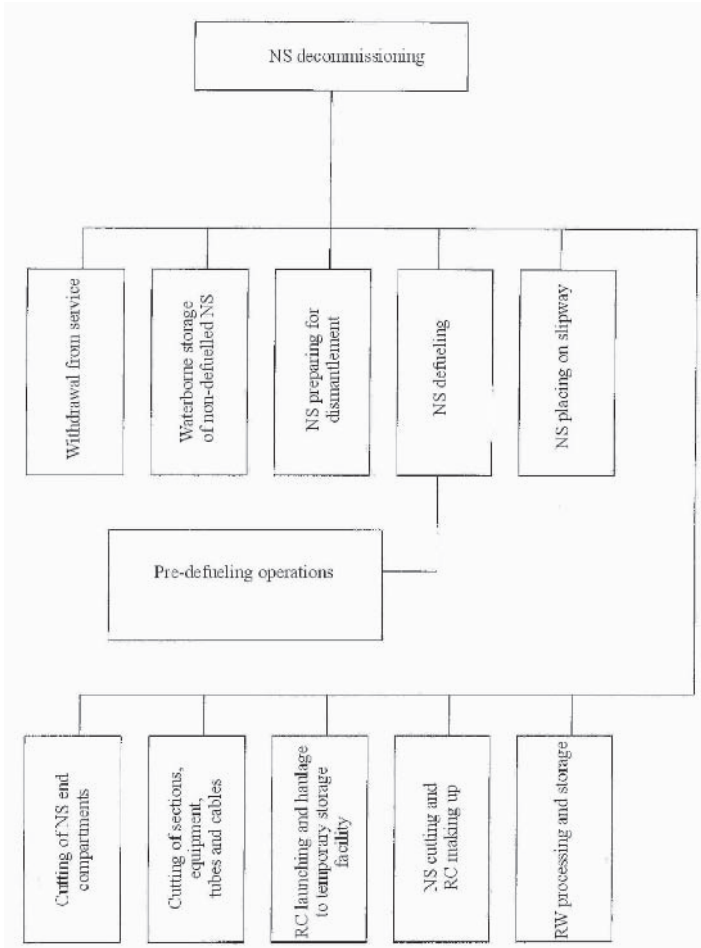 NS decommissioning
Withdrawal from service
Waterborne storage
of non-defuelled NS
NS preparing for
dismantlement
NS defueling
NS placing on slipway
Pre-defueling operations
Cutting of NS end
compartments
Cutting of sections,
equipment,
tubes and cables
RC launching and haulage
to temporary storage
facility
NS cutting and
RC making up
RW processing and storage